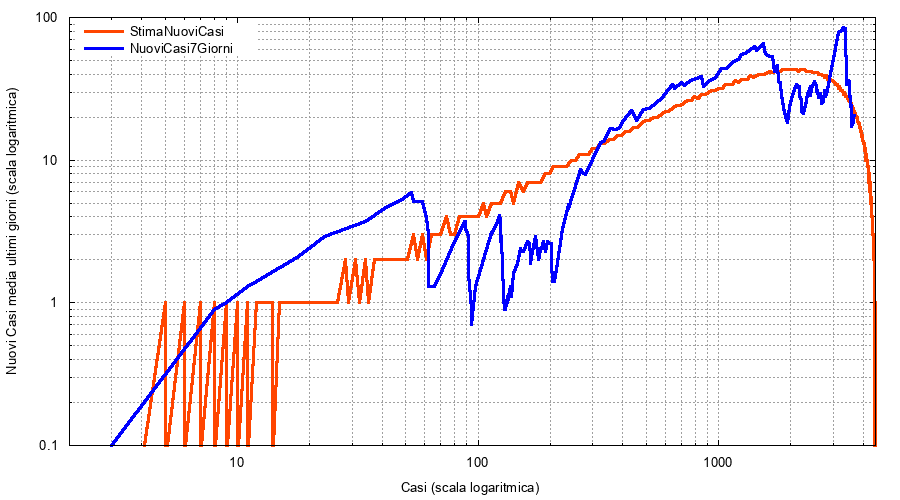 100
StimaNuoviCasi
NuoviCasi7Giorni
10
1
0.1
10
100
1000
Nuovi Casi media ultimi giorni (scala logaritmica)
Casi (scala logaritmica)